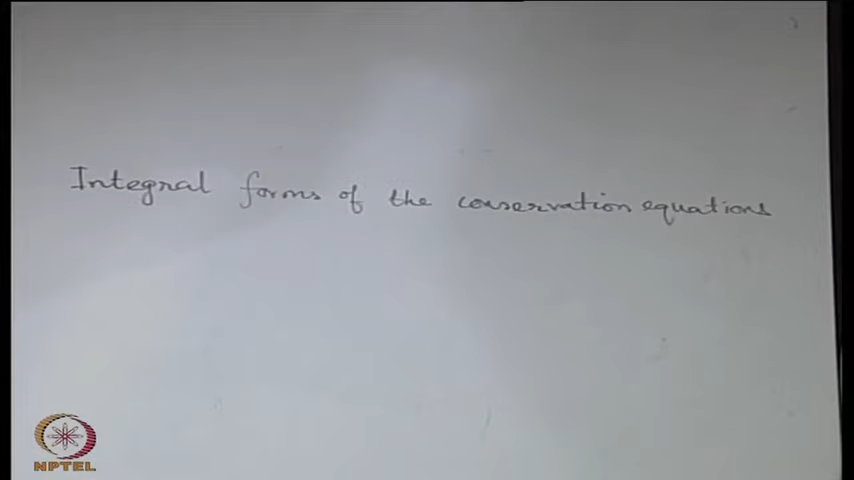 Integral forms of the conservation equations
NPTEL